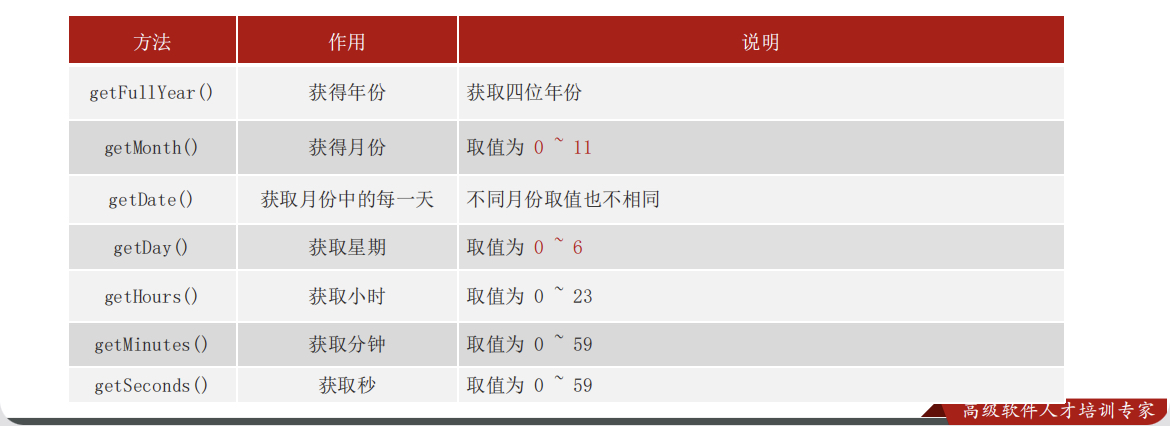 方法 作用 说明
getFullYear() 获得年份 获取四位年份
getMonth() 获得月份 取值为 0 ~ 11
getDate() 获取月份中的每一天 不同月份取值也不相同
getDay() 获取星期 取值为 0 ~ 6
getHours() 获取小时 取值为 0 ~ 23
getMinutes() 获取分钟 取值为 0 ~ 59
getSeconds() 获取秒 取值为 0 ~ 59
高级软件人才培训专家